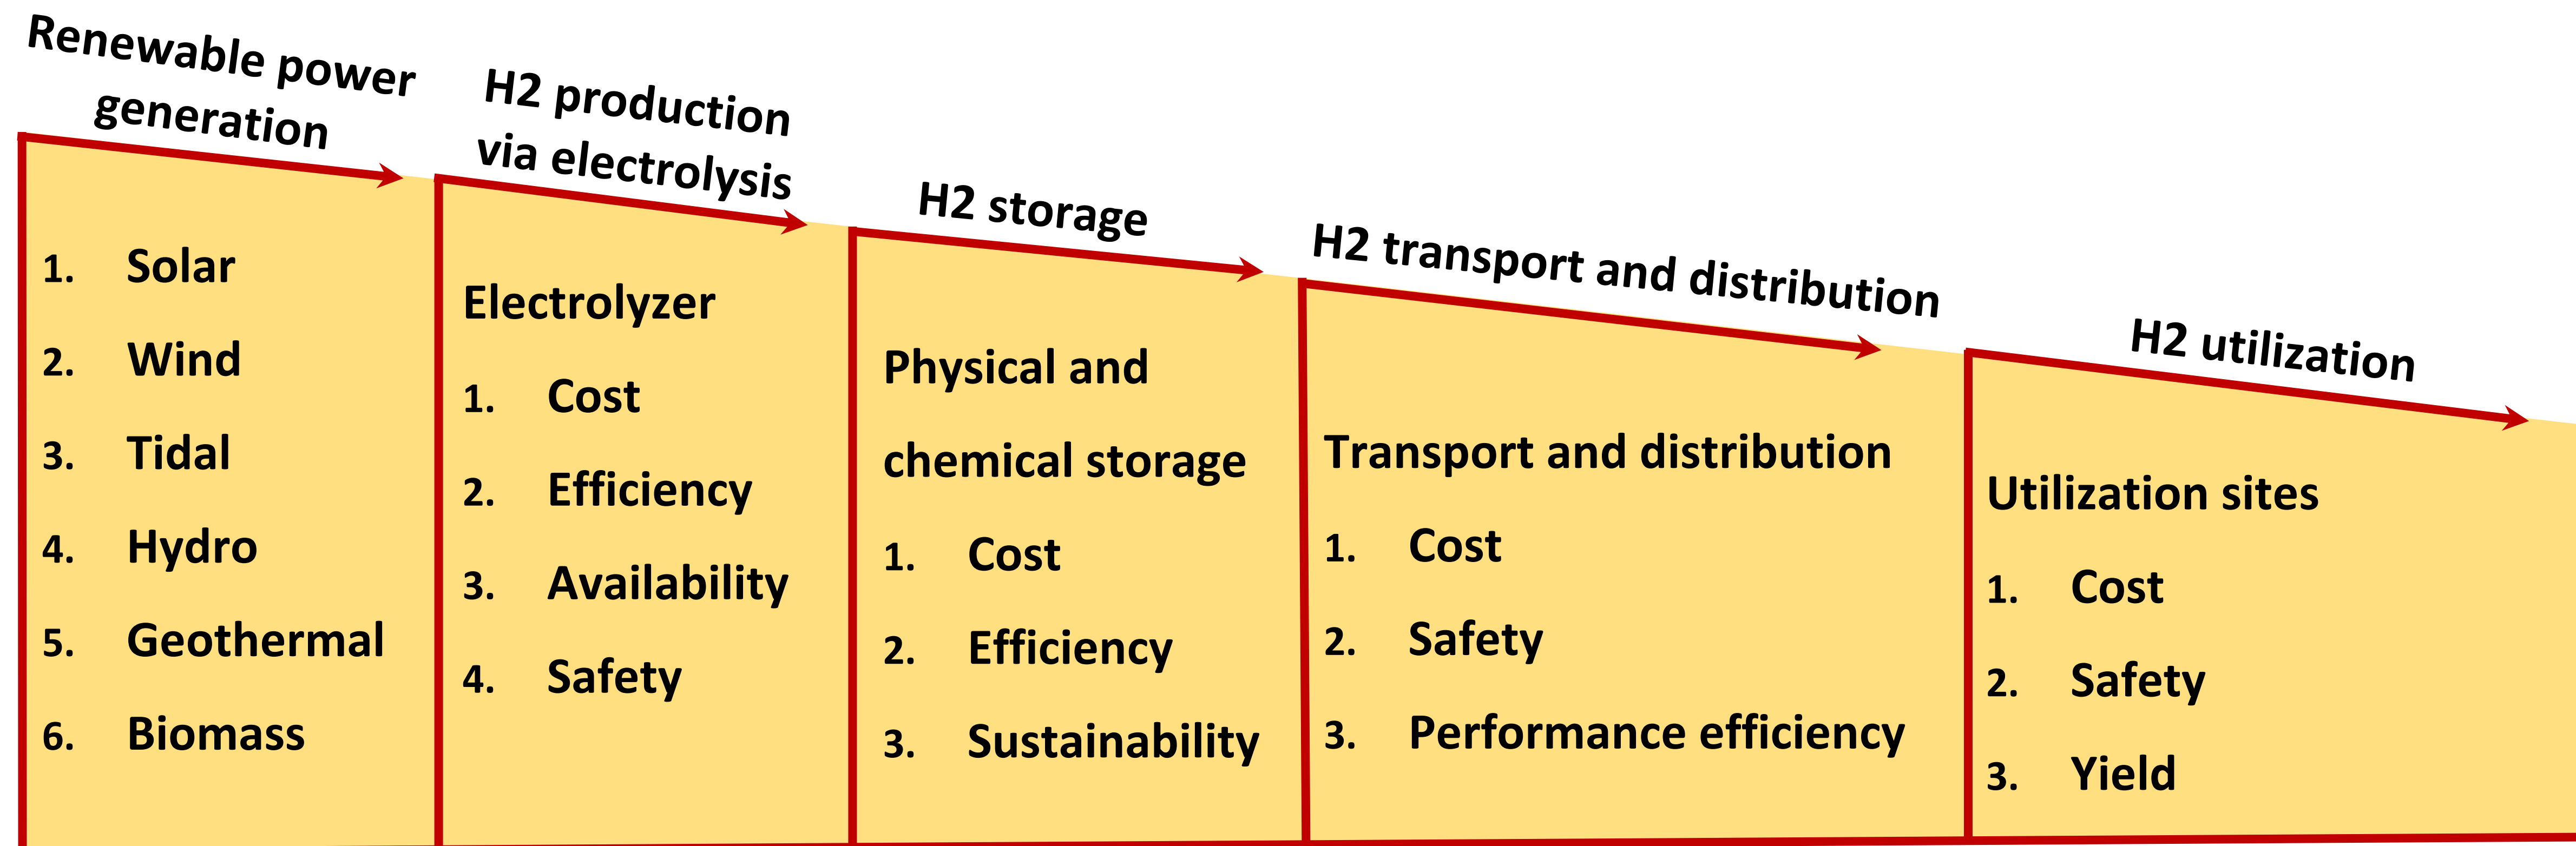 Renewable power
generation
1. Solar
2. Wind
3. Tidal
4. Hydro
5. Geothermal
6. Biomass
H2 production
via electrolysis
Electrolyzer
1. Cost
2. Efficiency
3. Availability
4. Safety
H2 storage
Physical and
chemical storage
1. Cost
2. Efficiency
3. Sustainability
H2 transport and distribution
Transport and distribution
1. Cost
2. Safety
3. Performance efficiency
H2 utilization
Utilization sites
1. Cost
2. Safety
3. Yield